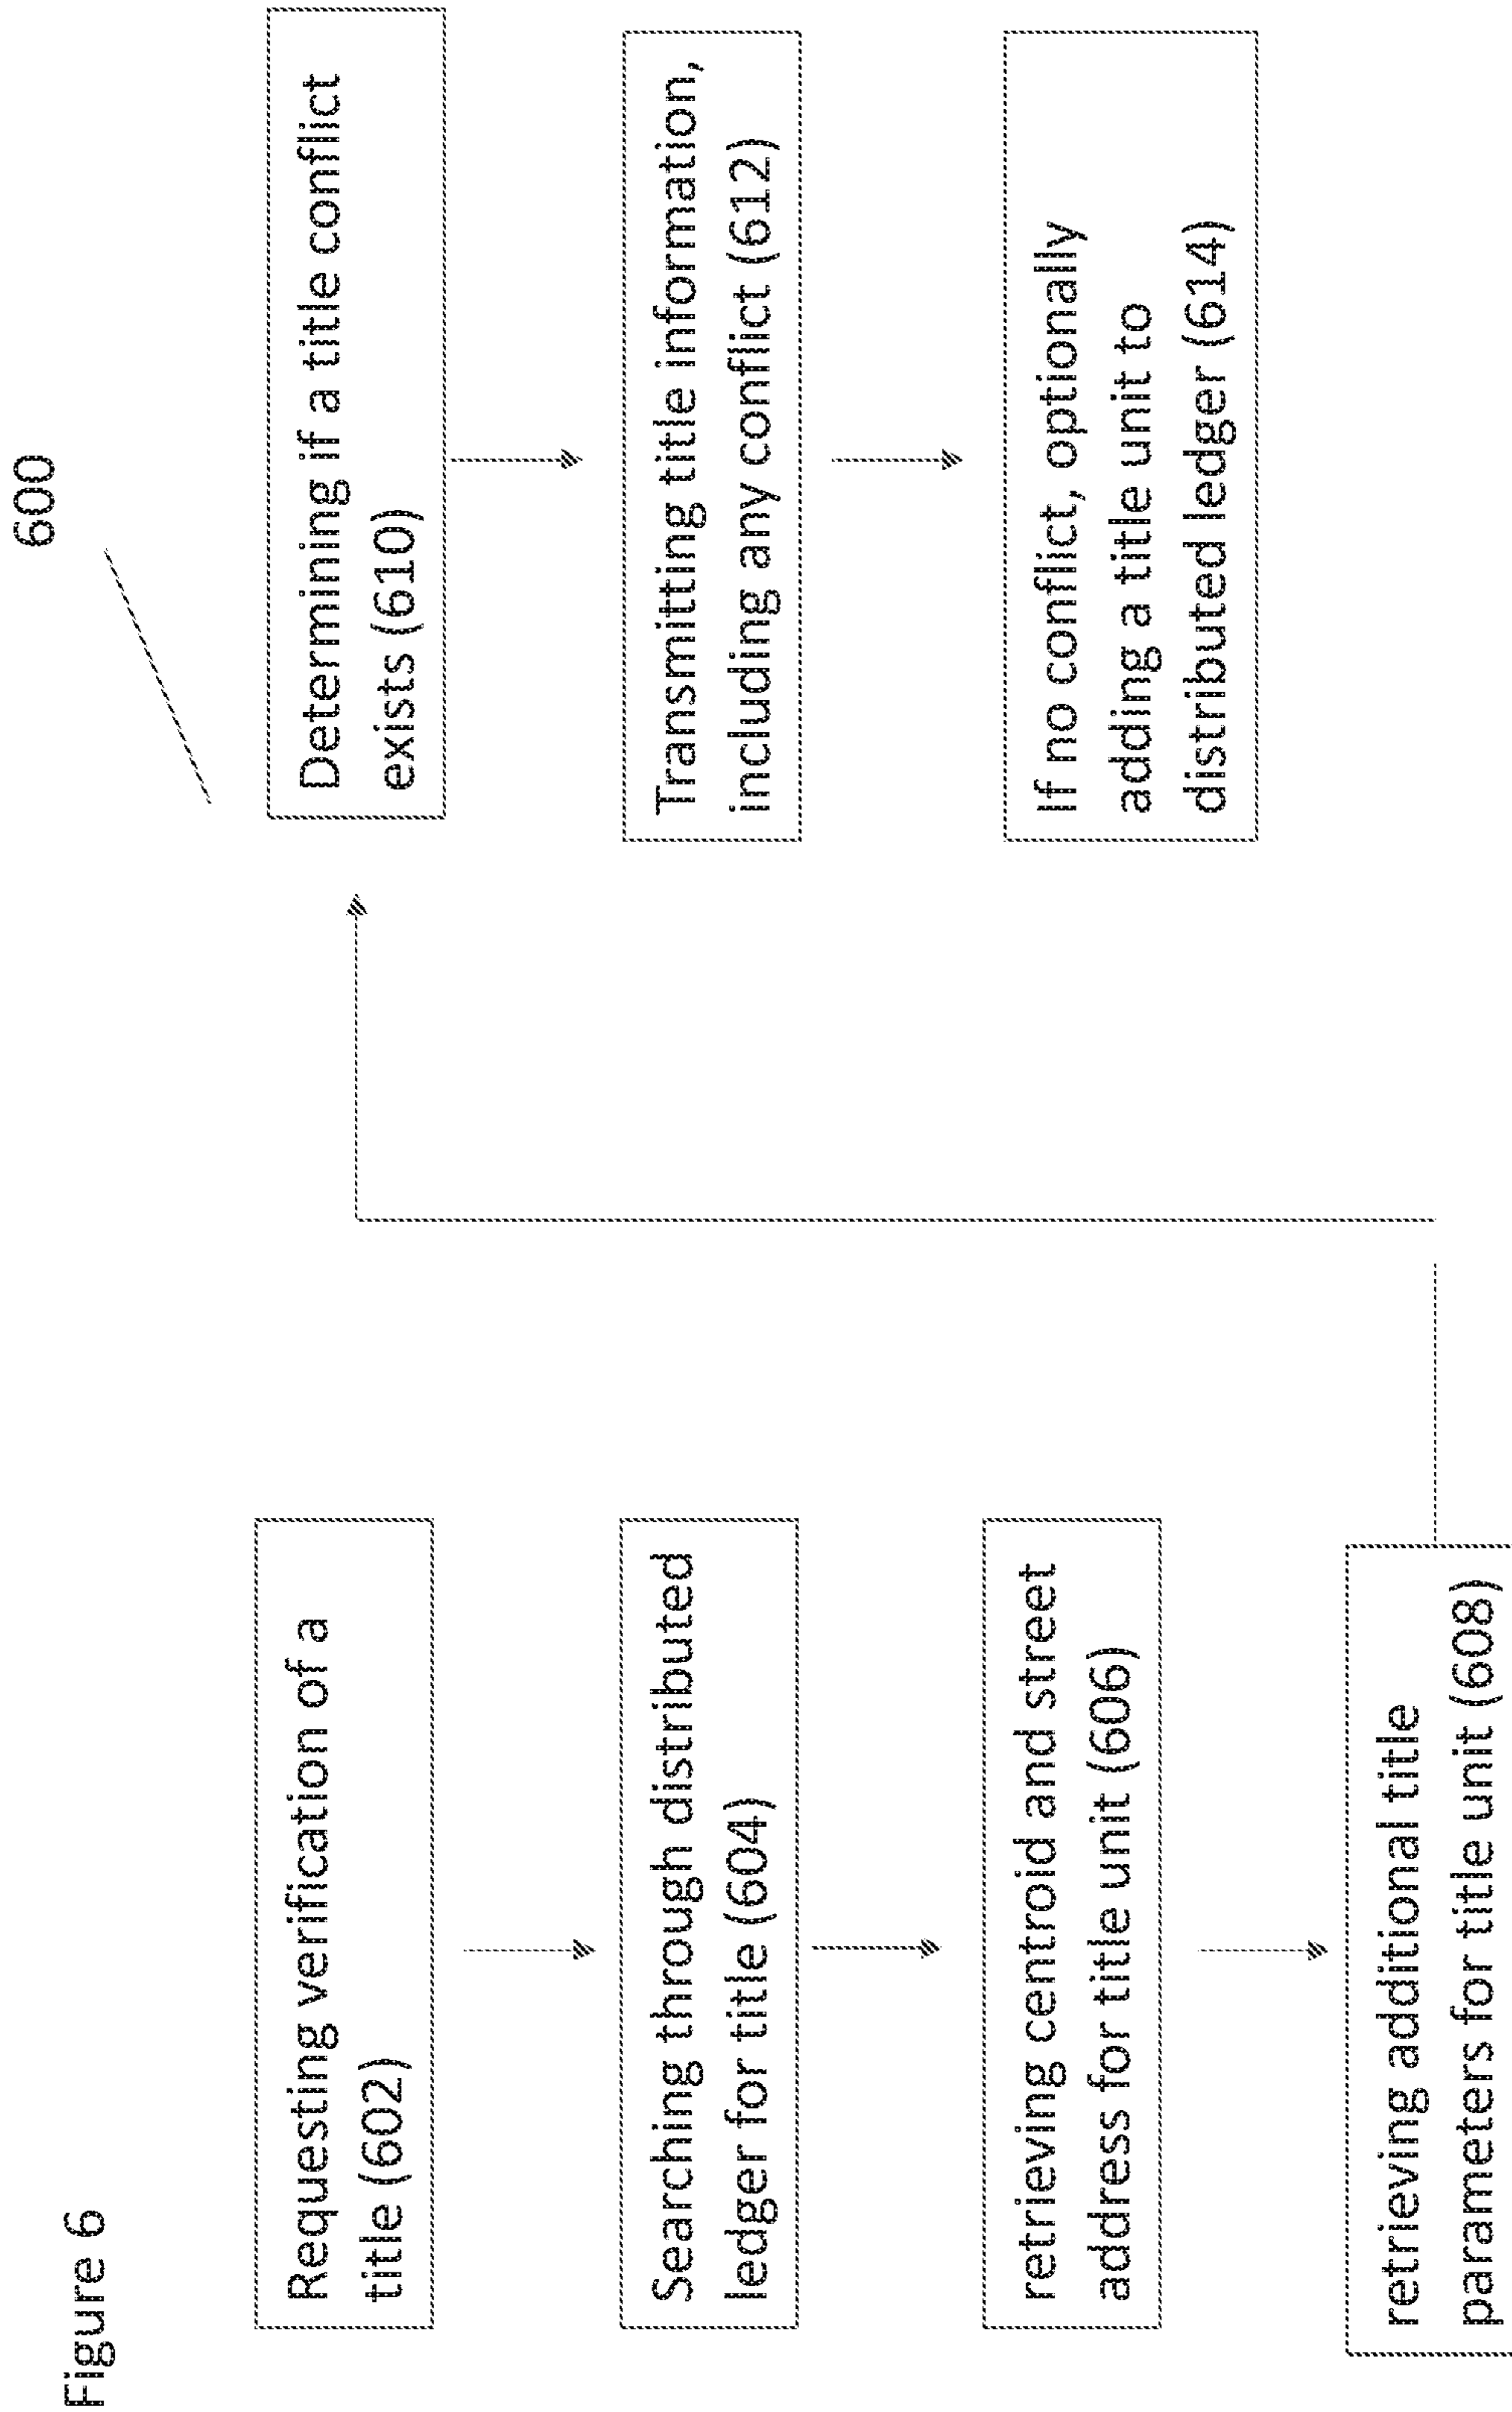 Figure 6
600
Requesting verification of a
title (602)
Searching through distributed
ledger for title (604)
retrieving centroid and street
address for title unit (606)
retrieving additional title
parameters for title unit (608)
Determining if a title conflict
exists (610)
Transmitting title information,
including any conflict (612)
If no conflict, optionally
adding a title unit to
distributed ledger (614)